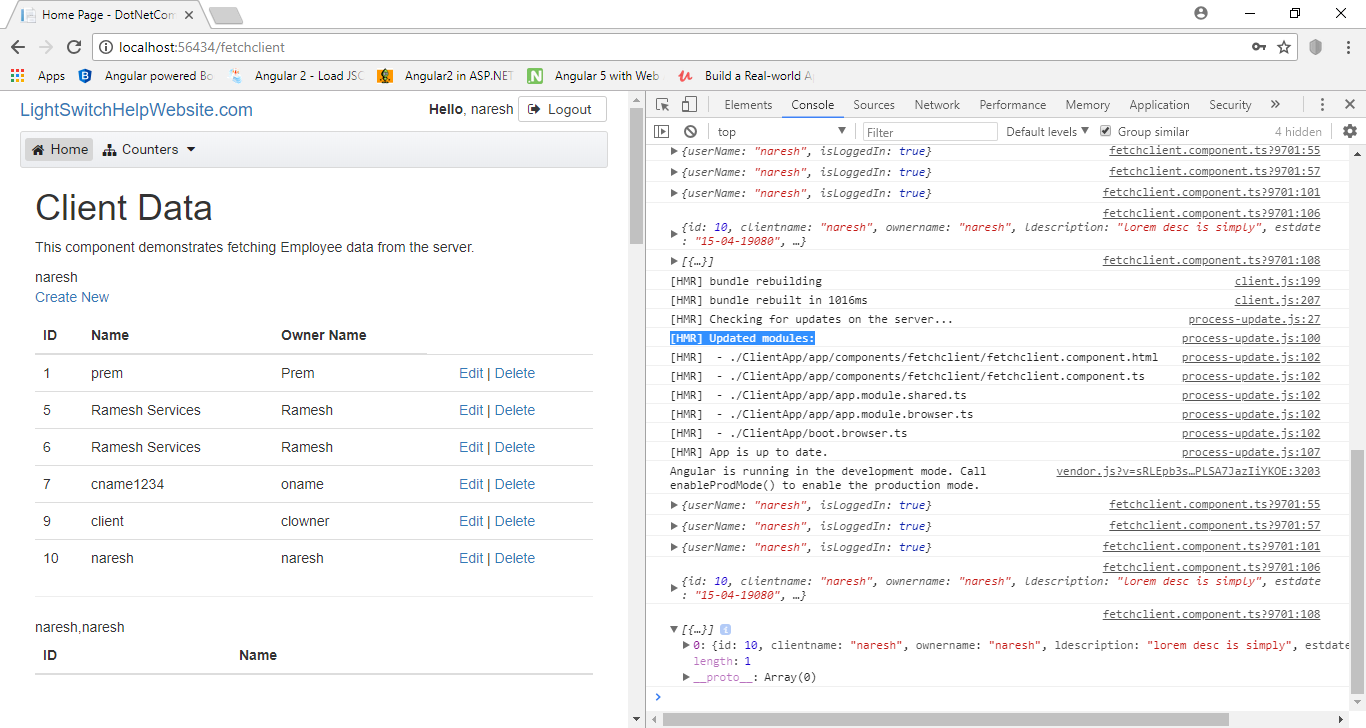 Home Page - DotNetCom
localhost:56434/fetchclient
Apps Angular powered Bo Angular 2 - Load JSC Angular2 in ASP.NET Angular 5 with Web Build a Real-world A
LightSwitchHelpWebsite.com
Hello, naresh Logout
Home Counters
Client Data
This component demonstrates fetching Employee data from the server.
naresh
Create New
ID Name Owner Name
1 prem Prem Edit | Delete
5 Ramesh Services Ramesh Edit | Delete
6 Ramesh Services Ramesh Edit | Delete
7 cname1234 oname Edit | Delete
9 client clowner Edit | Delete
10 naresh naresh Edit | Delete
naresh,naresh
ID Name
Elements Console Sources Network Performance Memory Application Security »
top Filter Default levels Group similar 4 hidden
{userName: "naresh", isLoggedIn: true} fetchclient.component.ts?9701:55
{userName: "naresh", isLoggedIn: true} fetchclient.component.ts?9701:57
{userName: "naresh", isLoggedIn: true} fetchclient.component.ts?9701:101
fetchclient.component.ts?9701:106
{id: 10, clientname: "naresh", ownername: "naresh", ldescription: "lorem desc is simply", estdate
: "15-04-19080", …}
[{…}] fetchclient.component.ts?9701:108
[HMR] bundle rebuilding client.js:199
[HMR] bundle rebuilt in 1016ms client.js:207
[HMR] Checking for updates on the server... process-update.js:27
[HMR] Updated modules: process-update.js:100
[HMR] - ./ClientApp/app/components/fetchclient/fetchclient.component.html process-update.js:102
[HMR] - ./ClientApp/app/components/fetchclient/fetchclient.component.ts process-update.js:102
[HMR] - ./ClientApp/app/app.module.shared.ts process-update.js:102
[HMR] - ./ClientApp/app/app.module.browser.ts process-update.js:102
[HMR] - ./ClientApp/boot.browser.ts process-update.js:102
[HMR] App is up to date. process-update.js:107
Angular is running in the development mode. Call vendor.js?v=sRLEpb3s…PLSA7JazIiYKOE:3203
enableProdMode() to enable the production mode.
{userName: "naresh", isLoggedIn: true} fetchclient.component.ts?9701:55
{userName: "naresh", isLoggedIn: true} fetchclient.component.ts?9701:57
{userName: "naresh", isLoggedIn: true} fetchclient.component.ts?9701:101
fetchclient.component.ts?9701:106
{id: 10, clientname: "naresh", ownername: "naresh", ldescription: "lorem desc is simply", estdate
: "15-04-19080", …}
fetchclient.component.ts?9701:108
[{…}]
0: {id: 10, clientname: "naresh", ownername: "naresh", ldescription: "lorem desc is simply", estdate
length: 1
__proto__: Array(0)